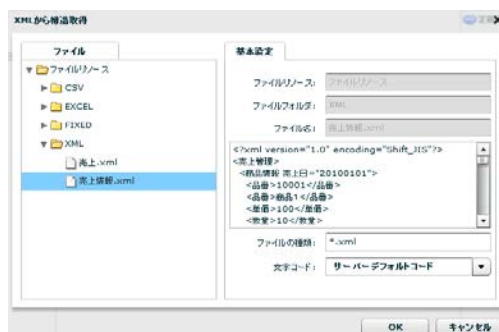 XMLから構造取得
ファイル
ファイルリソース
CSV
EXCEL
FIXED
XML
売上.xml
売上情報.xml
基本設定
ファイルリソース: ファイルリソース
ファイルフォルダ: XML
ファイル名: 売上情報.xml
<?xml version="1.0" encoding="Shift_JIS"?>
<売上管理>
<商品情報 売上日="20100101">
<品番>10001</品番>
<品番>商品1</品番>
<単価>100</単価>
<数量>10</数量>
ファイルの種類: *.xml
文字コード: サーバーデフォルトコード
OK キャンセル